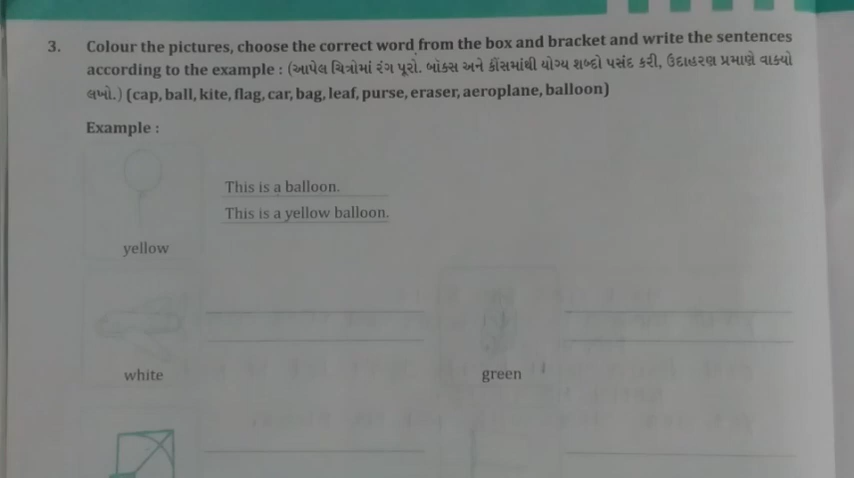 3. Colour the pictures, choose the correct word from the box and bracket and write the sentences
according to the example : (આપેલ ચિત્રોમાં રંગ પૂરો. બૉક્સ અને કૌંસમાંથી યોગ્ય શબ્દો પસંદ કરી, ઉદાહરણ પ્રમાણે વાક્યો
લખો.) (cap, ball, kite, flag, car, bag, leaf, purse, eraser, aeroplane, balloon)
Example :
This is a balloon.
This is a yellow balloon.
yellow
white
green